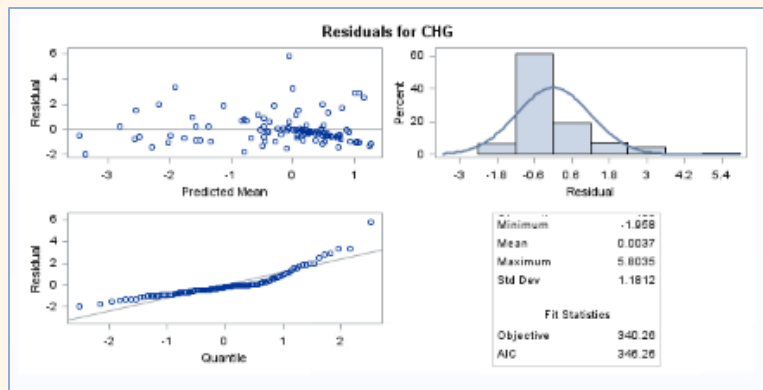 Residuals for CHG
6
4
2
0
-2
Residual
-3 -2 -1 0 1
Predicted Mean
60
40
20
0
Percent
-3 -1.8 -0.6 0.6 1.8 3 4.2 5.4
Residual
6
4
2
0
-2
Residual
-2 -1 0 1 2
Quantile
Minimum -1.958
Mean 0.0037
Maximum 5.8035
Std Dev 1.1812
Fit Statistics
Objective 340.26
AIC 346.26